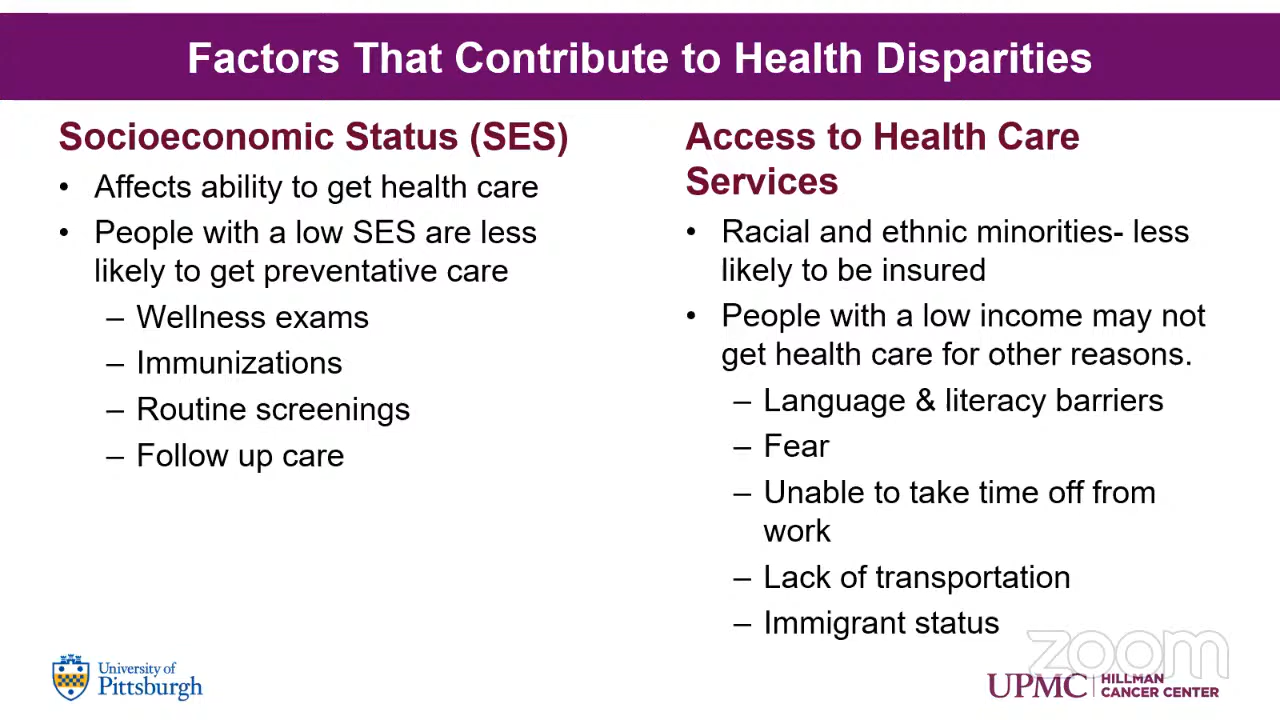 Factors That Contribute to Health Disparities
Socioeconomic Status (SES)
• Affects ability to get health care
• People with a low SES are less
likely to get preventative care
– Wellness exams
– Immunizations
– Routine screenings
– Follow up care
Access to Health Care
Services
• Racial and ethnic minorities- less
likely to be insured
• People with a low income may not
get health care for other reasons.
– Language & literacy barriers
– Fear
– Unable to take time off from
work
– Lack of transportation
– Immigrant status
University of
Pittsburgh
zoom
UPMC
HILLMAN
CANCER CENTER